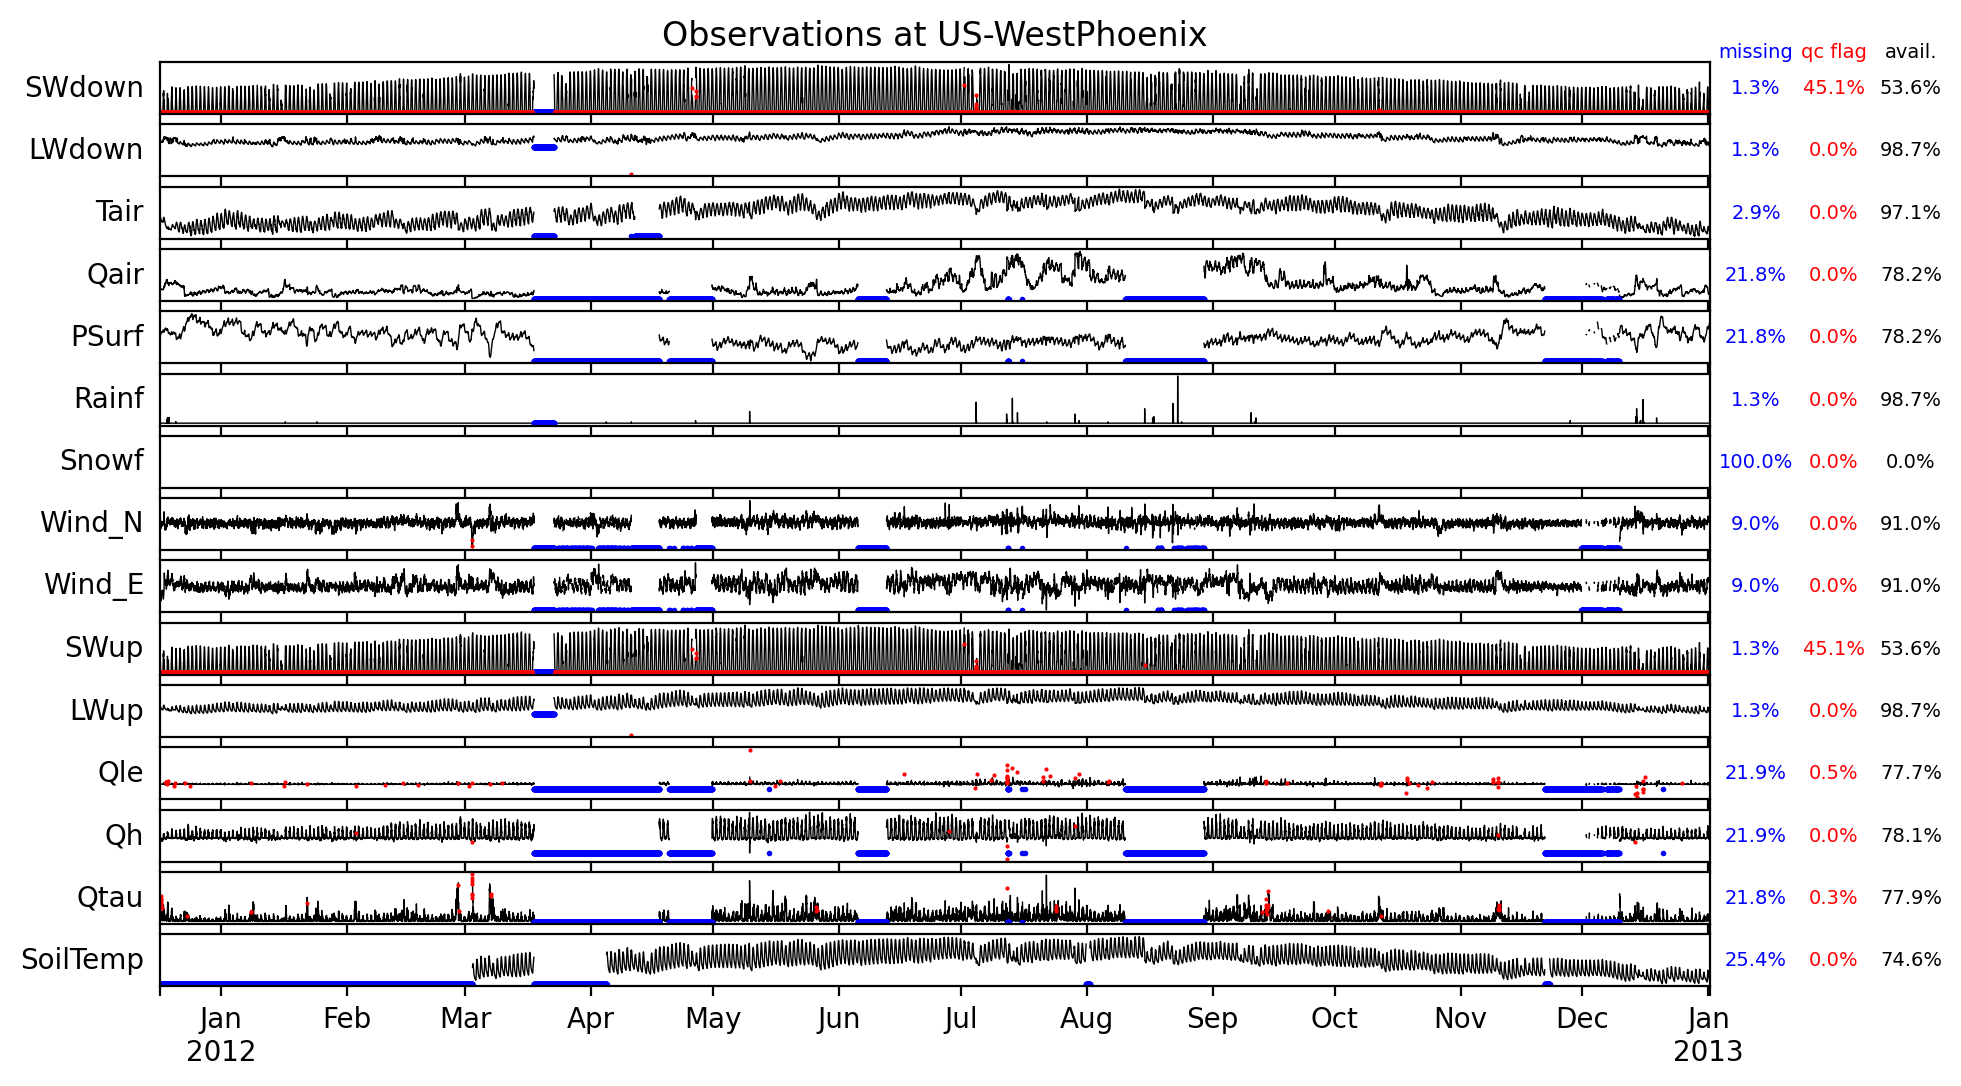 Observations at US-WestPhoenix
missing qc flag avail.
SWdown 1.3% 45.1% 53.6%
LWdown 1.3% 0.0% 98.7%
Tair 2.9% 0.0% 97.1%
Qair 21.8% 0.0% 78.2%
PSurf 21.8% 0.0% 78.2%
Rainf 1.3% 0.0% 98.7%
Snowf 100.0% 0.0% 0.0%
Wind_N 9.0% 0.0% 91.0%
Wind_E 9.0% 0.0% 91.0%
SWup 1.3% 45.1% 53.6%
LWup 1.3% 0.0% 98.7%
Qle 21.9% 0.5% 77.7%
Qh 21.9% 0.0% 78.1%
Qtau 21.8% 0.3% 77.9%
SoilTemp 25.4% 0.0% 74.6%
Jan Feb Mar Apr May Jun Jul Aug Sep Oct Nov Dec Jan
2012 2013